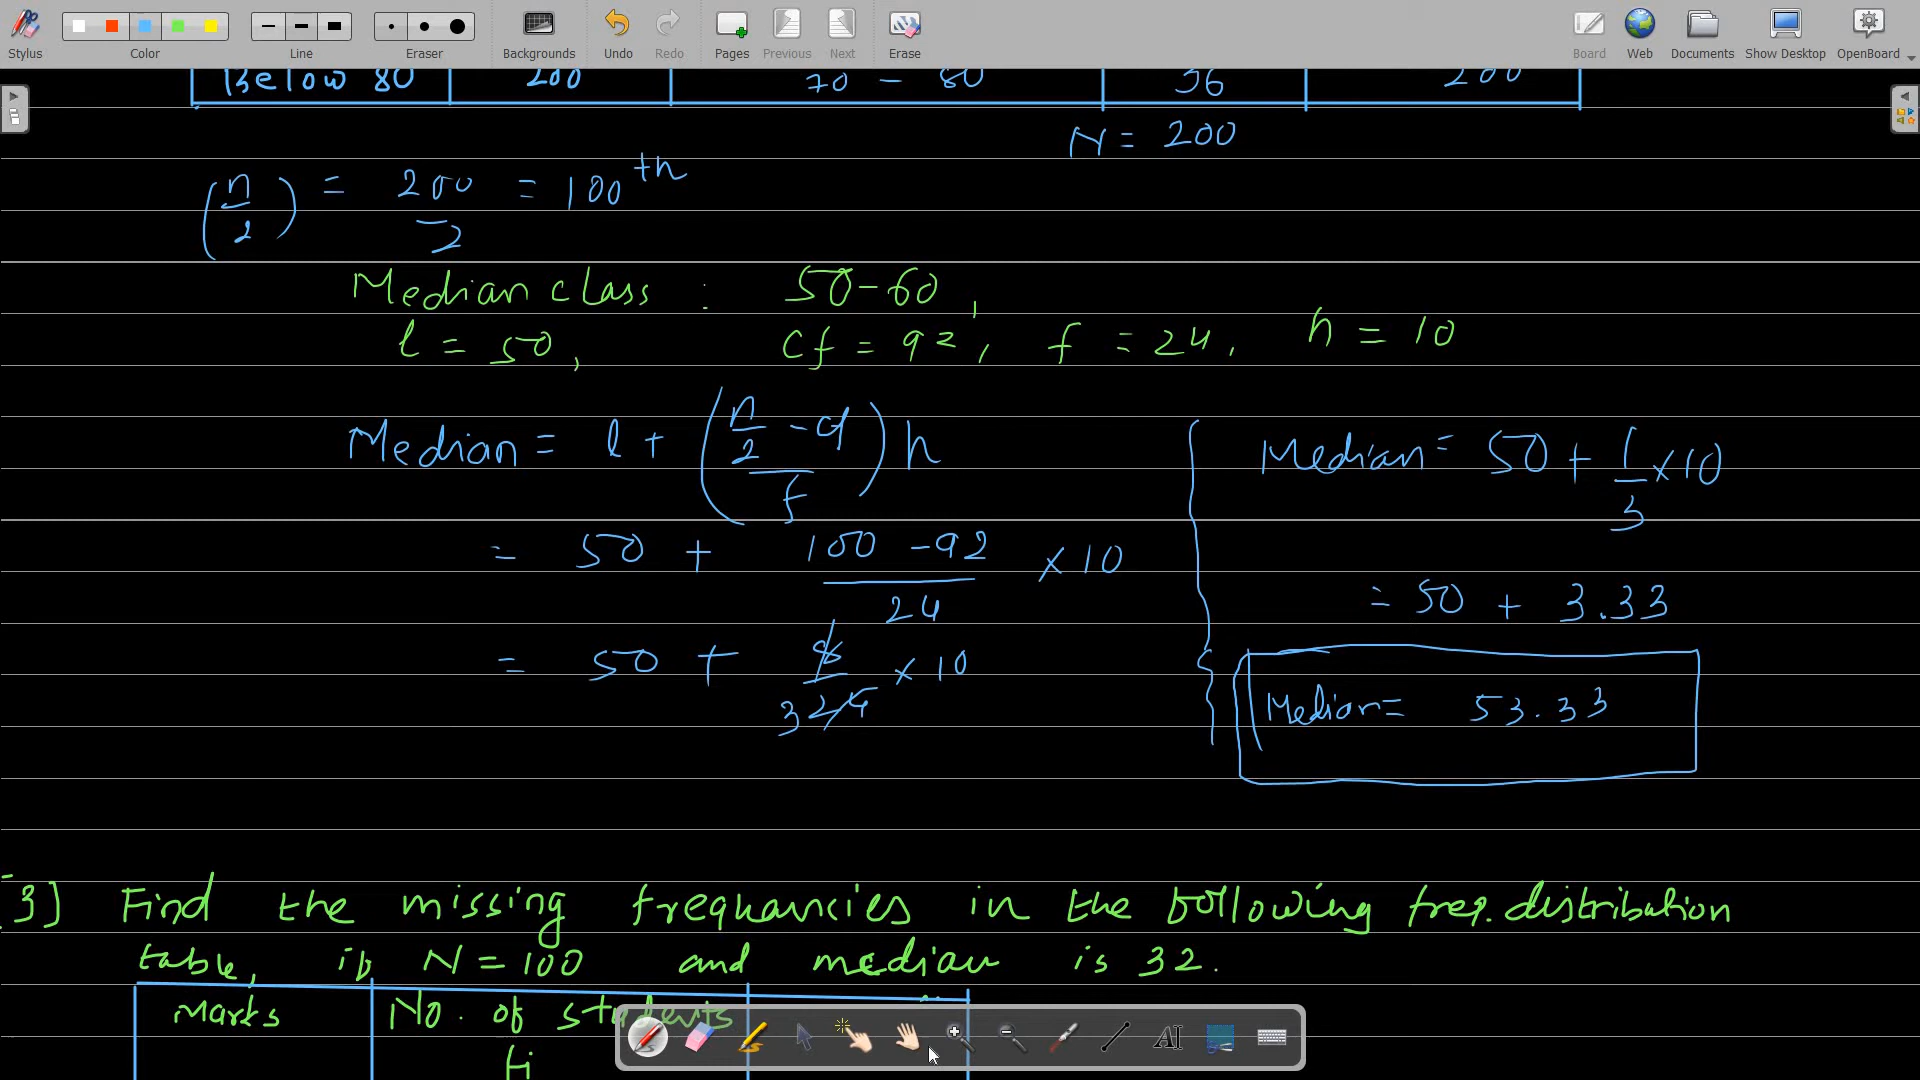 Stylus Color Line Eraser Backgrounds Undo Redo Pages Previous Next Erase Board Web Documents Show Desktop OpenBoard
Below 80 200 70 - 80 36 200
N = 200
(n/2) = 200/2 = 100th
Median class : 50-60,
l = 50, cf = 92, f = 24, h = 10
Median = l + ((n/2 - cf)/f) h
= 50 + (100 - 92)/24 × 10
= 50 + 8/24 × 10
3
Median = 50 + 1/3 × 10
= 50 + 3.33
Median = 53.33
3] Find the missing frequancies in the following freq. distribution
table, if N = 100 and median is 32.
Marks No. of students
fi
AI